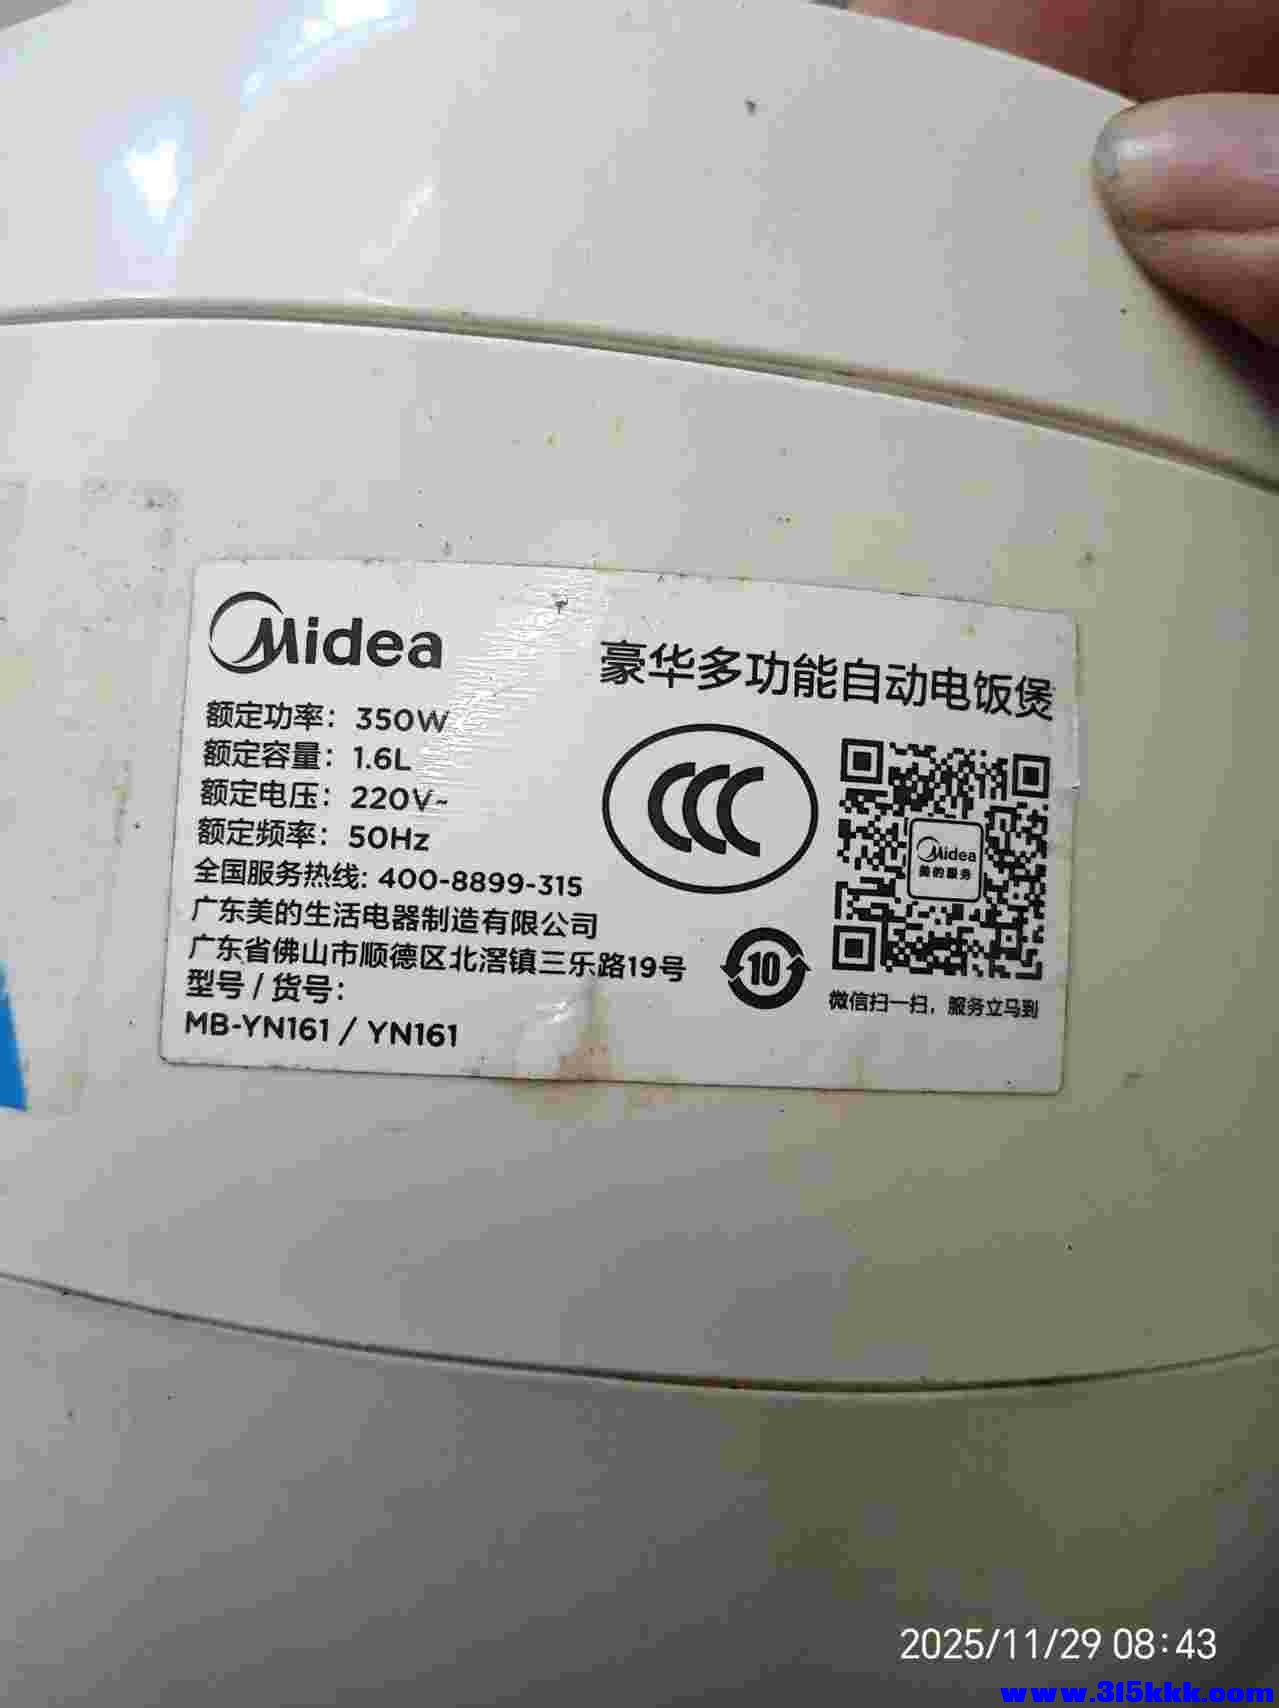 Midea
豪华多功能自动电饭煲
额定功率：350W
额定容量：1.6L
额定电压：220V~
额定频率：50Hz
全国服务热线: 400-8899-315
广东美的生活电器制造有限公司
广东省佛山市顺德区北滘镇三乐路19号
型号 / 货号：
MB-YN161 / YN161
CCC
10
Midea
美的服务
微信扫一扫，服务立马到
2025/11/29 08:43
www.315kkk.com